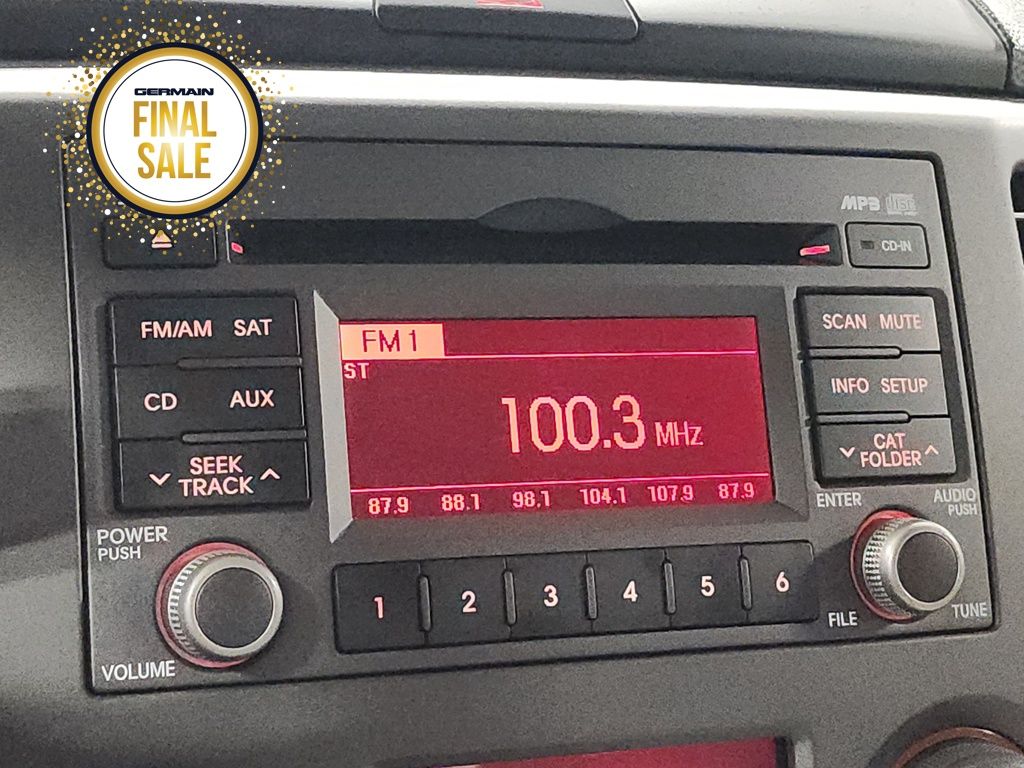 GERMAIN
FINAL
SALE
MP3
CD-IN
FM/AM SAT
CD AUX
SEEK
TRACK
SCAN MUTE
INFO SETUP
CAT
FOLDER
FM 1
ST
100.3 MHz
87.9 88.1 98.1 104.1 107.9 87.9
POWER
PUSH
VOLUME
1 2 3 4 5 6
ENTER
AUDIO
PUSH
FILE
TUNE